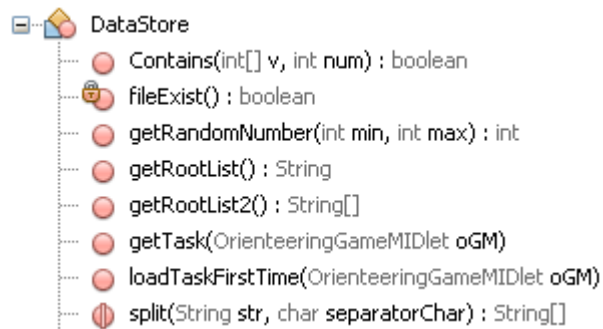 DataStore
Contains(int[] v, int num) : boolean
fileExist() : boolean
getRandomNumber(int min, int max) : int
getRootList() : String
getRootList2() : String[]
getTask(OrienteeringGameMIDlet oGM)
loadTaskFirstTime(OrienteeringGameMIDlet oGM)
split(String str, char separatorChar) : String[]